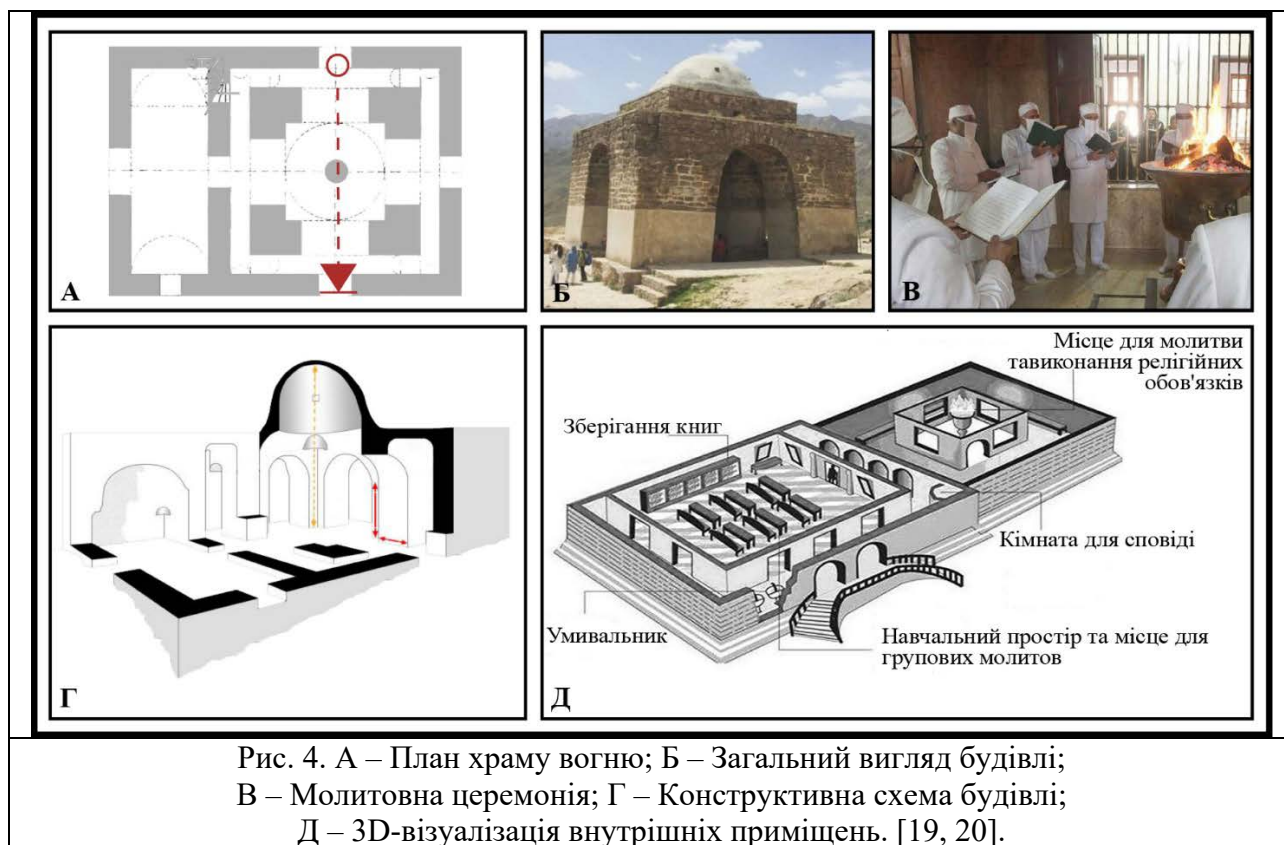 А
Б
В
Г
Зберігання книг
Місце для молитви
тавиконання релігійних
обов'язків
Кімната для сповіді
Умивальник
Навчальний простір та місце для
групових молитов
Д
Рис. 4. А – План храму вогню; Б – Загальний вигляд будівлі;
В – Молитовна церемонія; Г – Конструктивна схема будівлі;
Д – 3D-візуалізація внутрішніх приміщень. [19, 20].